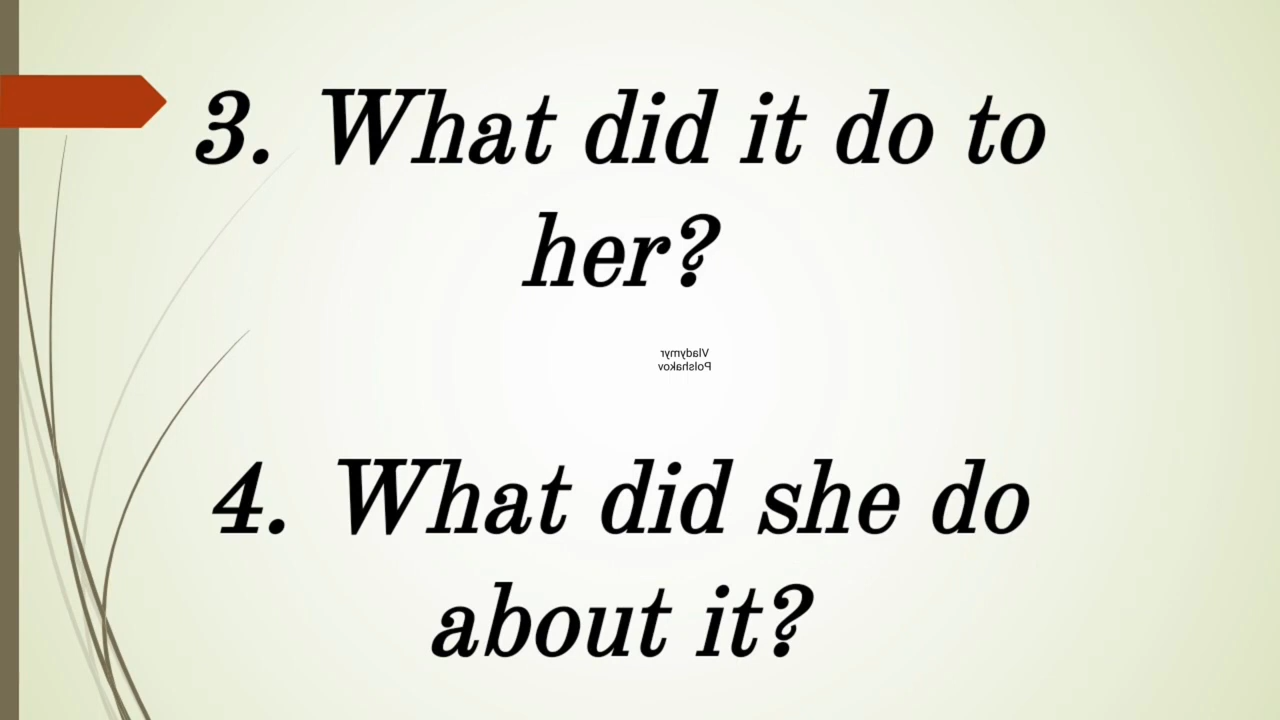 3. What did it do to
her?
Vladymyr
Polshakov
4. What did she do
about it?